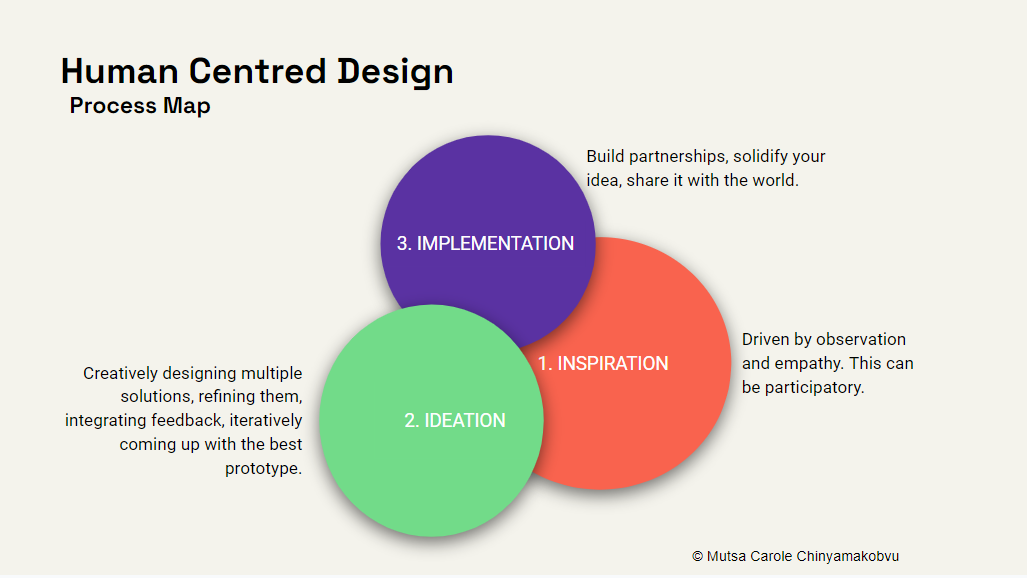 Human Centred Design
Process Map
Build partnerships, solidify your
idea, share it with the world.
3. IMPLEMENTATION
Driven by observation
and empathy. This can
be participatory.
1. INSPIRATION
Creatively designing multiple
solutions, refining them,
integrating feedback, iteratively
coming up with the best
prototype.
2. IDEATION
© Mutsa Carole Chinyamakobvu